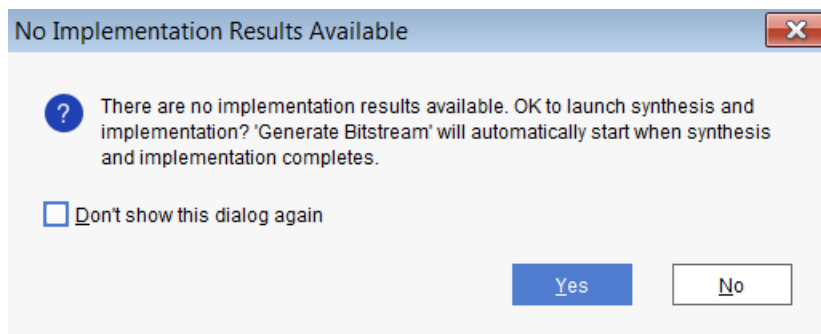 No Implementation Results Available
There are no implementation results available. OK to launch synthesis and
implementation? 'Generate Bitstream' will automatically start when synthesis
and implementation completes.
Don't show this dialog again
Yes
No